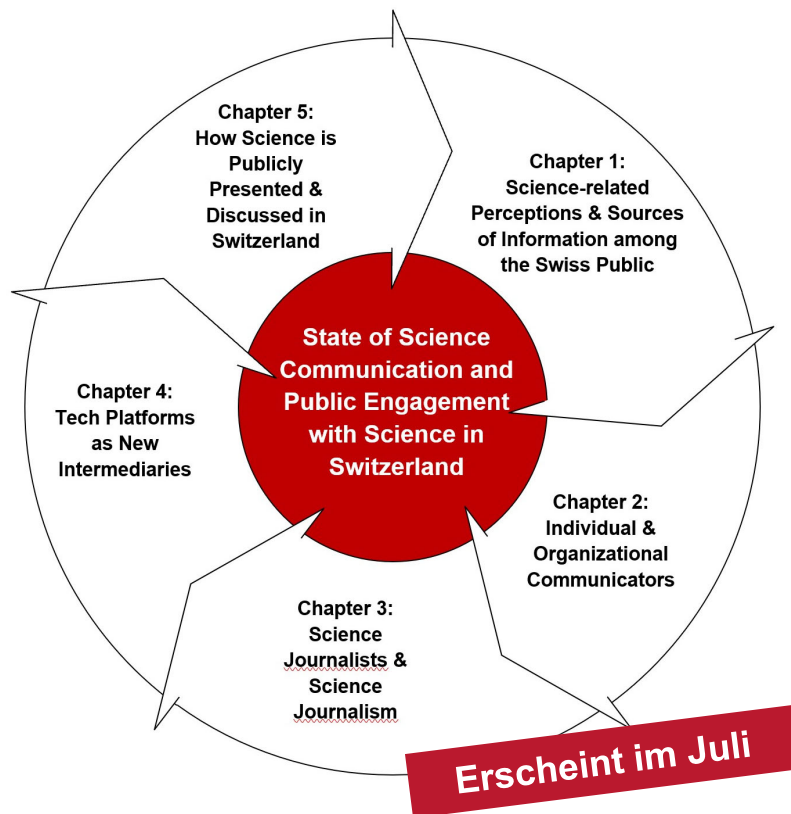 State of Science
Communication and
Public Engagement
with Science in
Switzerland
Chapter 1:
Science-related
Perceptions & Sources
of Information among
the Swiss Public
Chapter 2:
Individual &
Organizational
Communicators
Chapter 3:
Science
Journalists &
Science
Journalism
Chapter 4:
Tech Platforms
as New
Intermediaries
Chapter 5:
How Science is
Publicly
Presented &
Discussed in
Switzerland
Erscheint im Juli